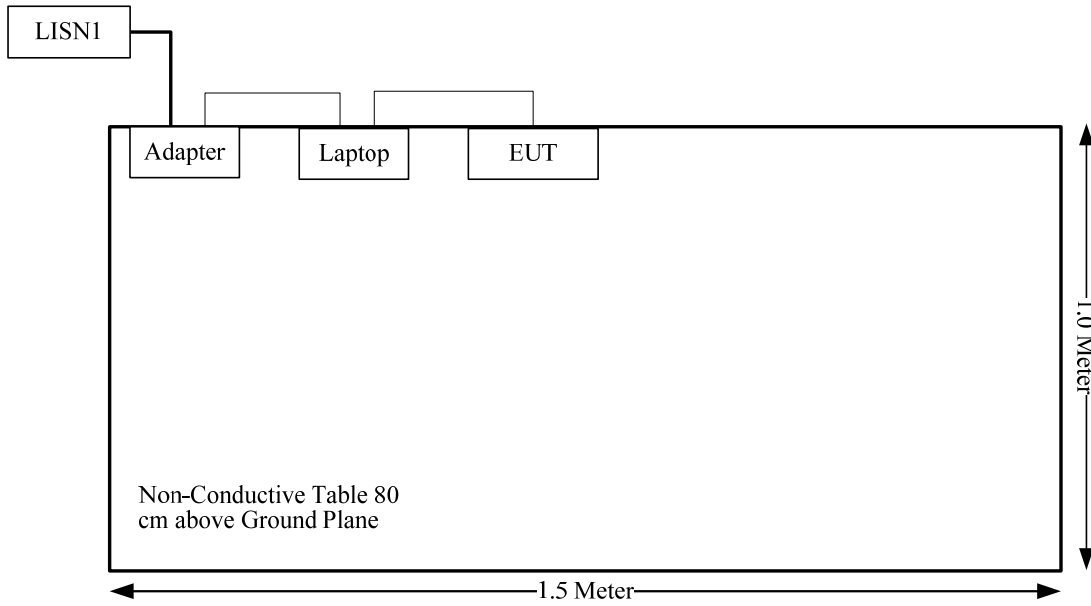 LISN1
Adapter
Laptop
EUT
1.0 Meter
Non-Conductive Table 80
cm above Ground Plane
1.5 Meter